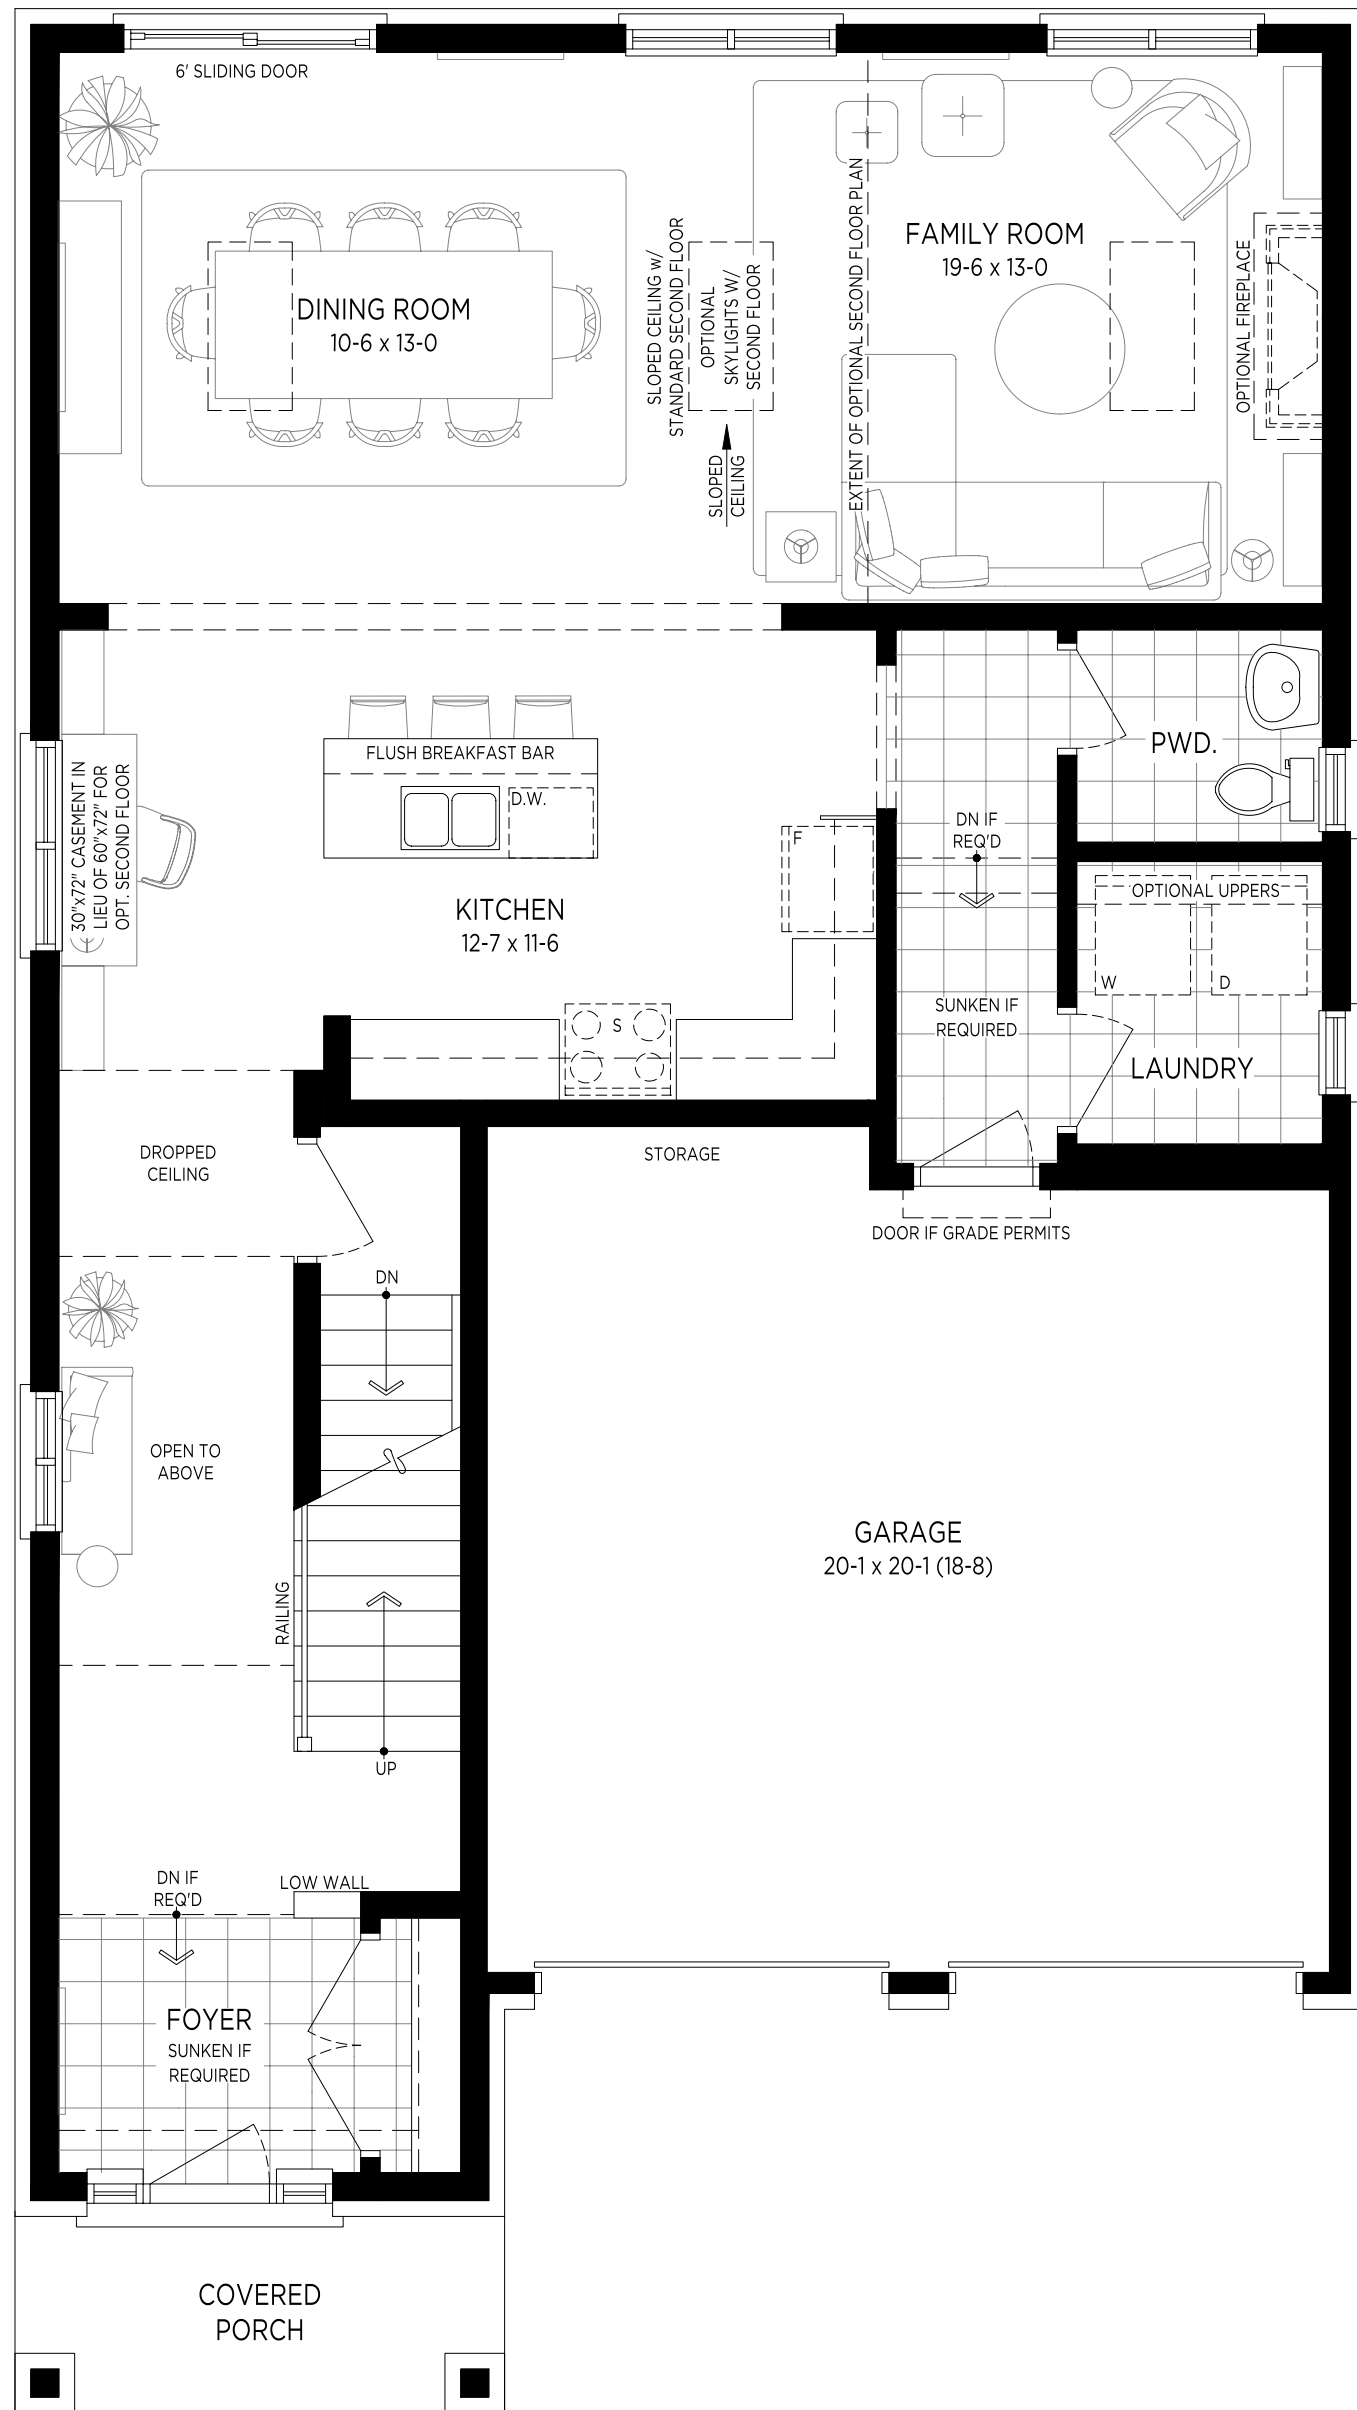 6' SLIDING DOOR
DINING ROOM
10-6 x 13-0
SLOPED CEILING w/
STANDARD SECOND FLOOR
OPTIONAL
SKYLIGHTS W/
SECOND FLOOR
SLOPED
CEILING
EXTENT OF OPTIONAL SECOND FLOOR PLAN
FAMILY ROOM
19-6 x 13-0
OPTIONAL FIREPLACE
FLUSH BREAKFAST BAR
D.W.
30"x72" CASEMENT IN
LIEU OF 60"x72" FOR
OPT. SECOND FLOOR
F
KITCHEN
12-7 x 11-6
S
PWD.
DN IF
REQ'D
OPTIONAL UPPERS
W
D
SUNKEN IF
REQUIRED
LAUNDRY
DROPPED
CEILING
STORAGE
DOOR IF GRADE PERMITS
DN
OPEN TO
ABOVE
RAILING
GARAGE
20-1 x 20-1 (18-8)
UP
DN IF
REQ'D
LOW WALL
FOYER
SUNKEN IF
REQUIRED
COVERED
PORCH